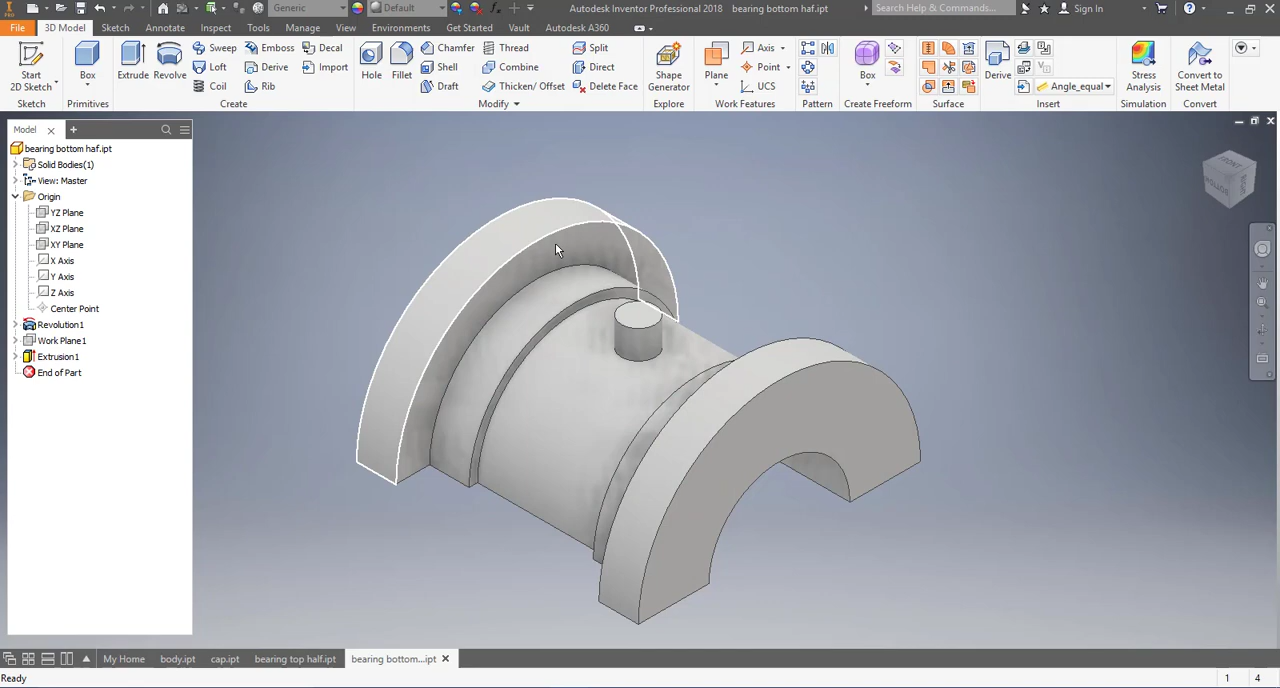 Generic
Default
Autodesk Inventor Professional 2018 bearing bottom haf.ipt
Search Help & Commands...
Sign In
PRO
File
3D Model
Sketch
Annotate
Inspect
Tools
Manage
View
Environments
Get Started
Vault
Autodesk A360
Start
2D Sketch
Sketch
Box
Primitives
Extrude
Revolve
Sweep
Loft
Coil
Emboss
Derive
Rib
Decal
Import
Create
Hole
Fillet
Chamfer
Shell
Draft
Thread
Combine
Thicken/ Offset
Split
Direct
Delete Face
Modify
Shape
Generator
Explore
Plane
Axis
Point
UCS
Work Features
Pattern
Box
Create Freeform
Surface
Derive
Angle_equal
Insert
Stress
Analysis
Simulation
Convert to
Sheet Metal
Convert
Model
bearing bottom haf.ipt
Solid Bodies(1)
View: Master
Origin
YZ Plane
XZ Plane
XY Plane
X Axis
Y Axis
Z Axis
Center Point
Revolution1
Work Plane1
Extrusion1
End of Part
FRONT
BOTTOM
My Home
body.ipt
cap.ipt
bearing top half.ipt
bearing bottom...ipt
Ready
1 4